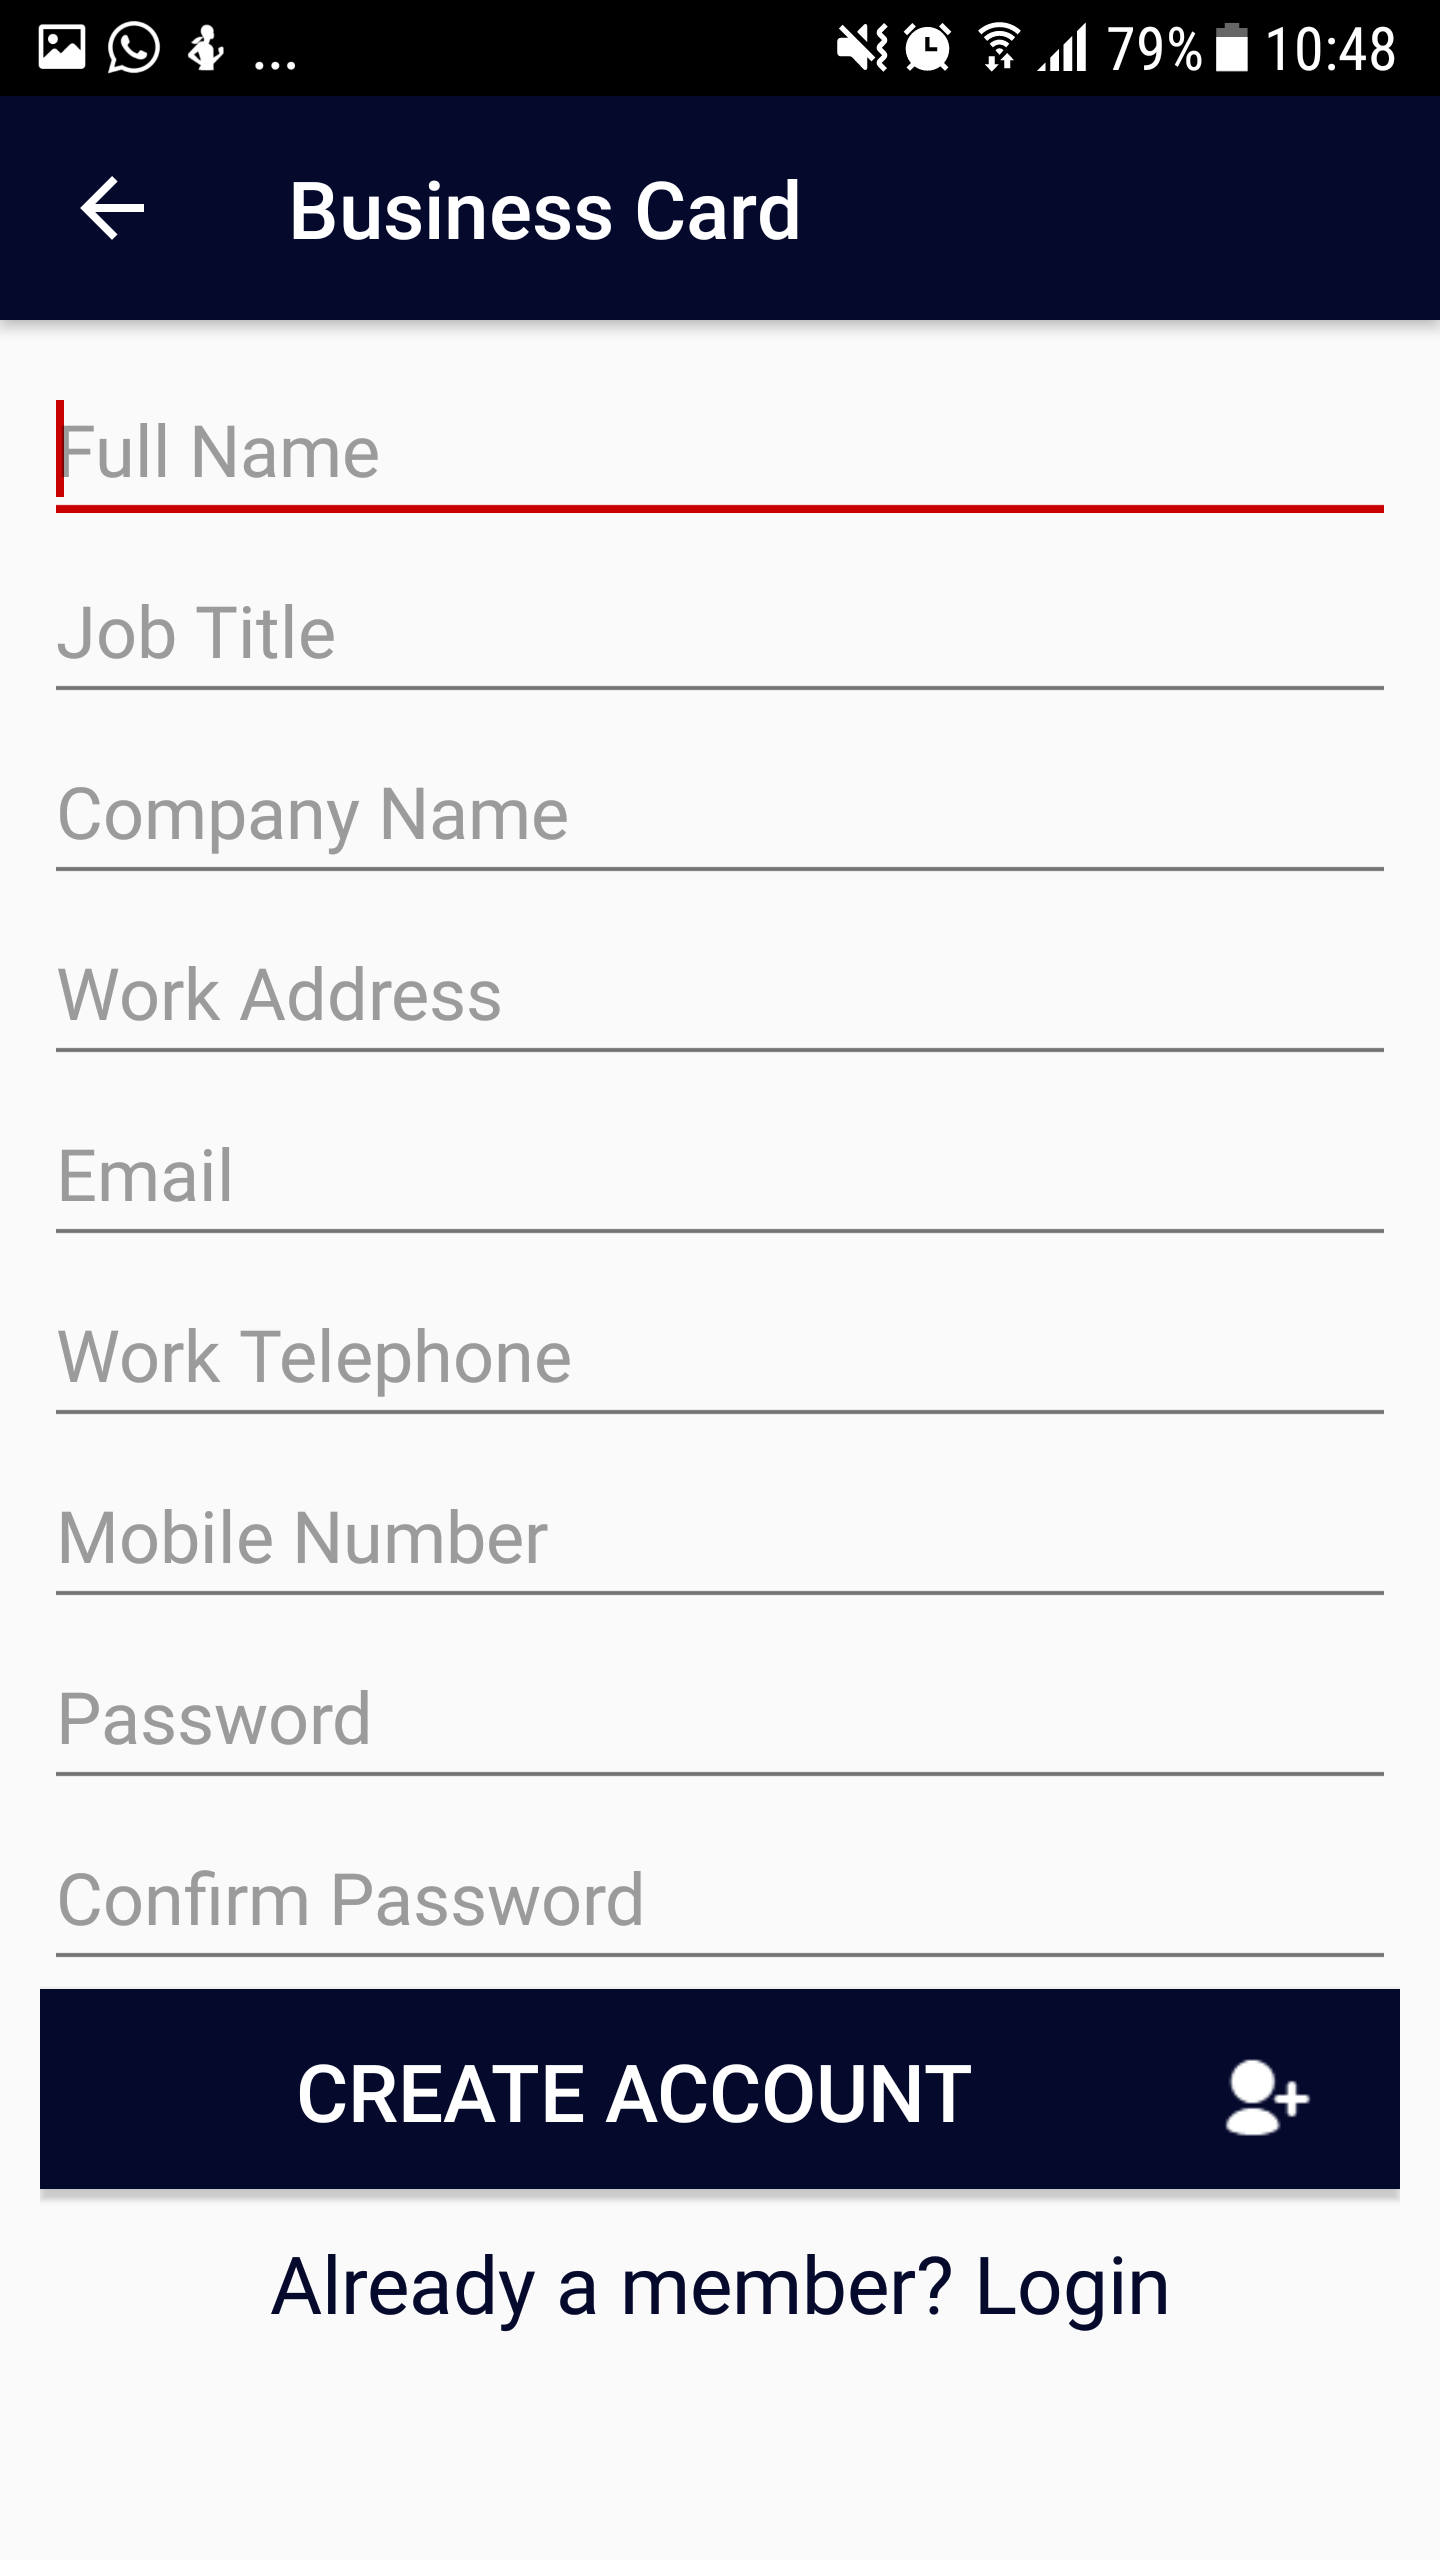 ... 79% 10:48
Business Card
Full Name
Job Title
Company Name
Work Address
Email
Work Telephone
Mobile Number
Password
Confirm Password
CREATE ACCOUNT
Already a member? Login